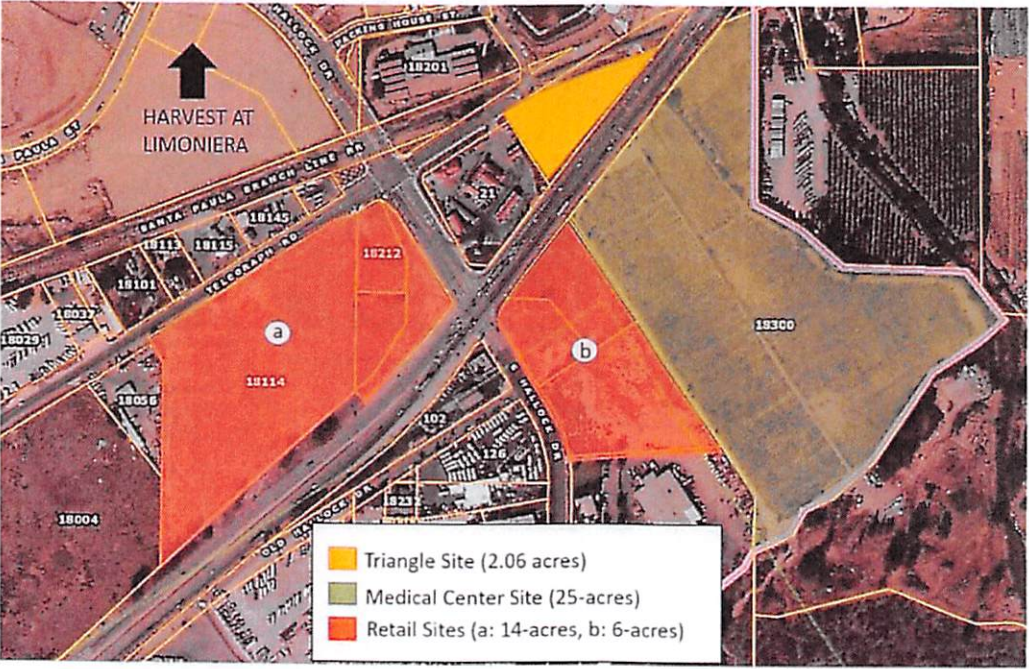 HALLOCK DR
PACKING HOUSE ST
18201
HARVEST AT
LIMONIERA
PAULA ST
SANTA PAULA BRANCH LINE RR
21
18145
18115
18113
18101
TELEGRAPH RD
18212
18037
18029
a
18114
b
18300
18056
S HALLOCK DR
102
126
18232
18004
OLD HALLOCK DR
Triangle Site (2.06 acres)
Medical Center Site (25-acres)
Retail Sites (a: 14-acres, b: 6-acres)